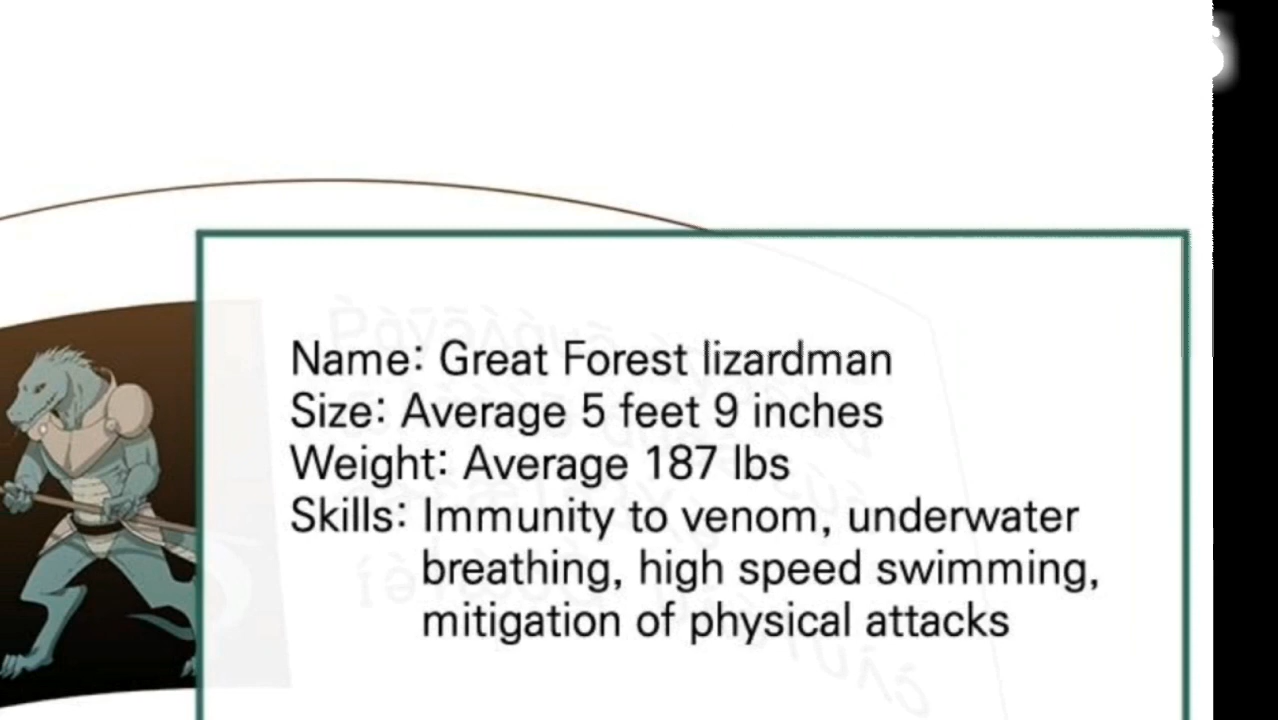 Name: Great Forest lizardman
Size: Average 5 feet 9 inches
Weight: Average 187 lbs
Skills: Immunity to venom, underwater
breathing, high speed swimming,
mitigation of physical attacks